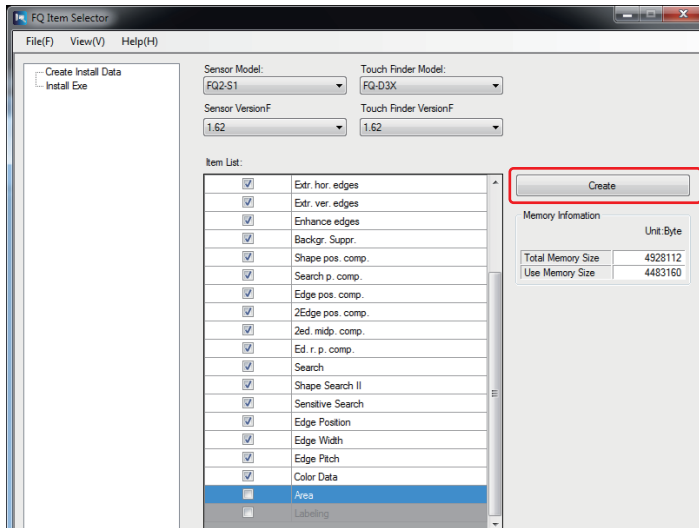 FQ Item Selector
File(F) View(V) Help(H)
Create Install Data
Install Exe
Sensor Model: Touch Finder Model:
FQ2-S1 FQ-D3X
Sensor VersionF Touch Finder VersionF
1.62 1.62
Item List:
Extr. hor. edges
Extr. ver. edges
Enhance edges
Backgr. Suppr.
Shape pos. comp.
Search p. comp.
Edge pos. comp.
2Edge pos. comp.
2ed. midp. comp.
Ed. r. p. comp.
Search
Shape Search II
Sensitive Search
Edge Position
Edge Width
Edge Pitch
Color Data
Area
Labeling
Create
Memory Infomation
Unit:Byte
Total Memory Size 4928112
Use Memory Size 4483160